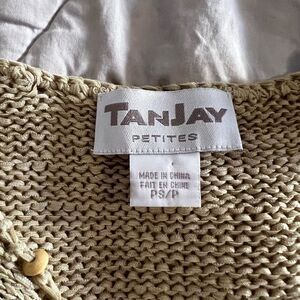 TANJAY
PETITES
MADE IN CHINA
FAIT EN CHINE
PS/P